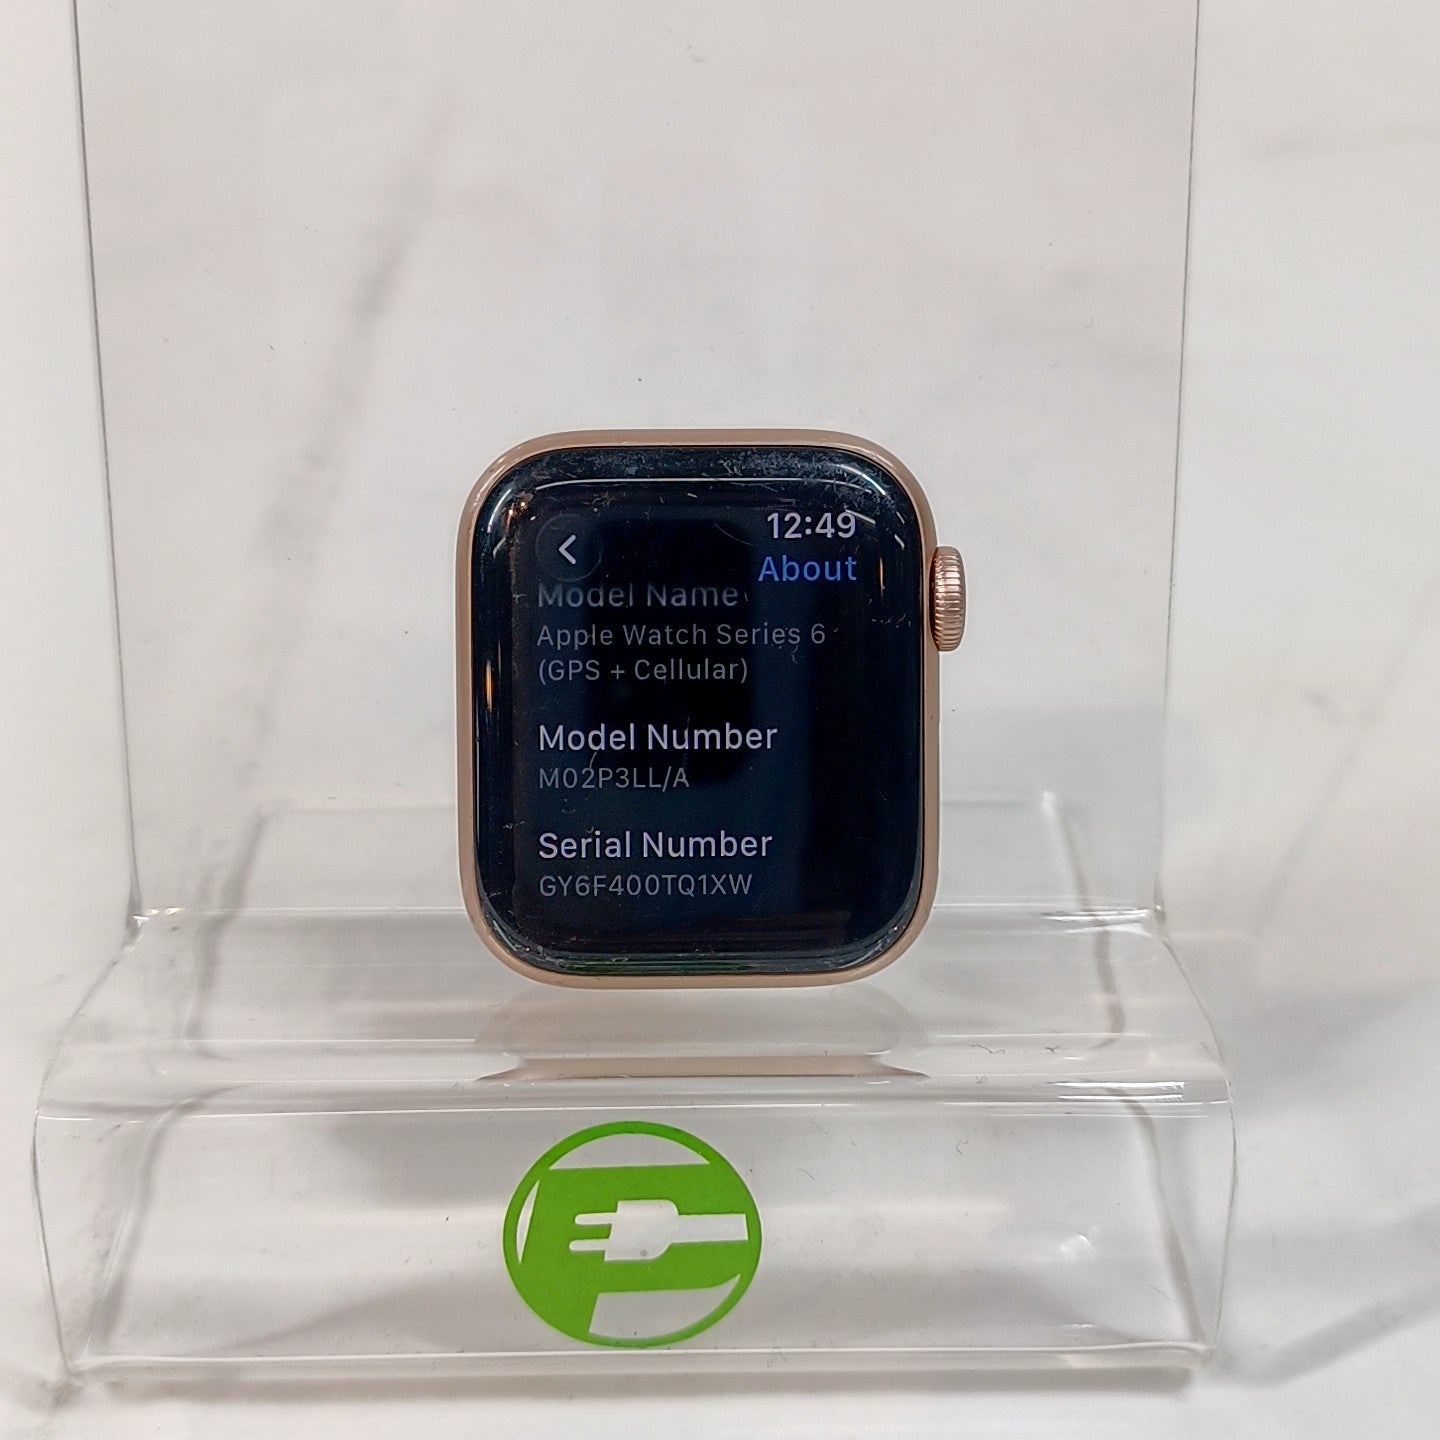 12:49
About
Model Name
Apple Watch Series 6
(GPS + Cellular)
Model Number
M02P3LL/A
Serial Number
GY6F400TQ1XW